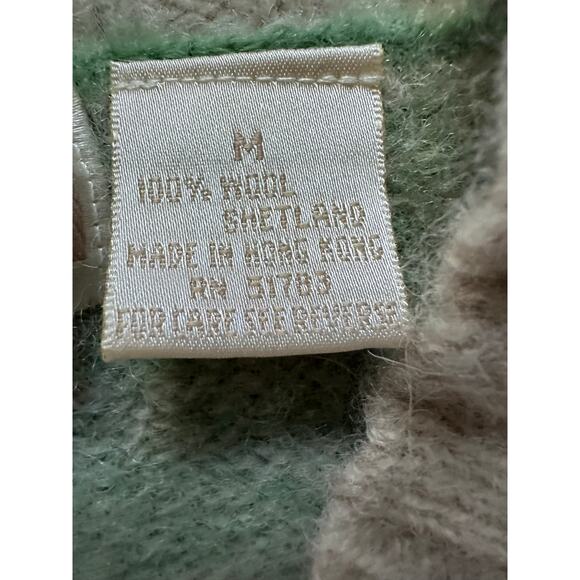 M
100% WOOL
SHETLAND
MADE IN HONG KONG
RN 51783
FOR CARE SEE REVERSE